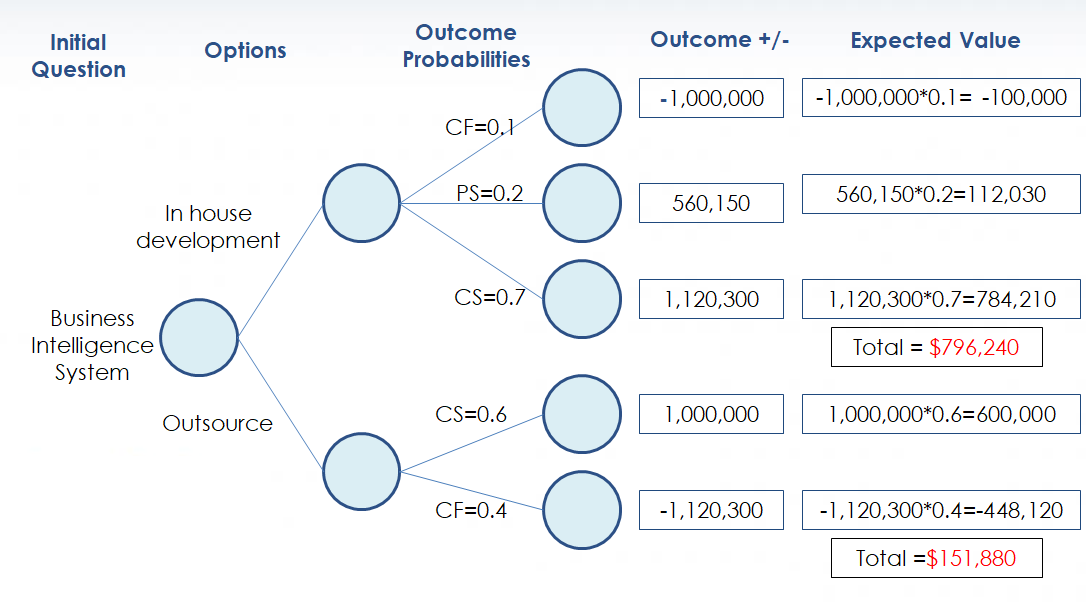 Initial
Question
Options
Outcome
Probabilities
Outcome +/-
Expected Value
CF=0.1
-1,000,000
-1,000,000*0.1= -100,000
PS=0.2
560,150
560,150*0.2=112,030
In house
development
CS=0.7
1,120,300
1,120,300*0.7=784,210
Total = $796,240
Business
Intelligence
System
Outsource
CS=0.6
1,000,000
1,000,000*0.6=600,000
CF=0.4
-1,120,300
-1,120,300*0.4=-448,120
Total =$151,880